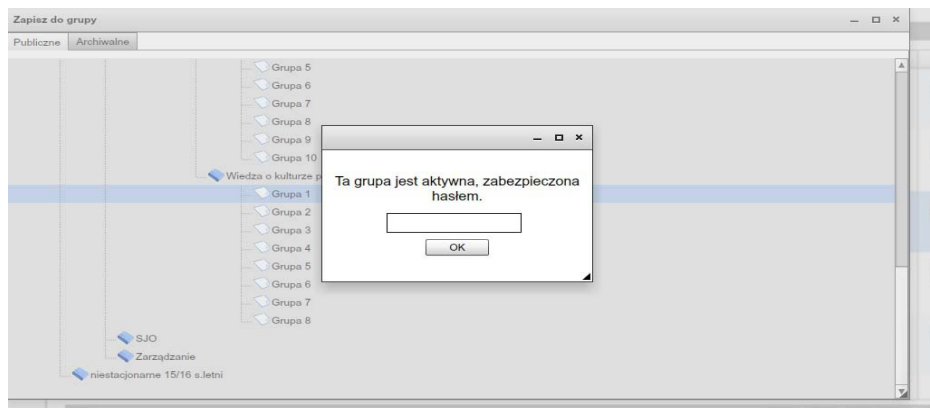 Zapisz do grupy
Publiczne Archiwalne
Grupa 5
Grupa 6
Grupa 7
Grupa 8
Grupa 9
Grupa 10
Wiedza o kulturze p
Grupa 1
Grupa 2
Grupa 3
Grupa 4
Grupa 5
Grupa 6
Grupa 7
Grupa 8
SJO
Zarządzanie
niestacjonarne 15/16 s.letni
Ta grupa jest aktywna, zabezpieczona
hasłem.
OK